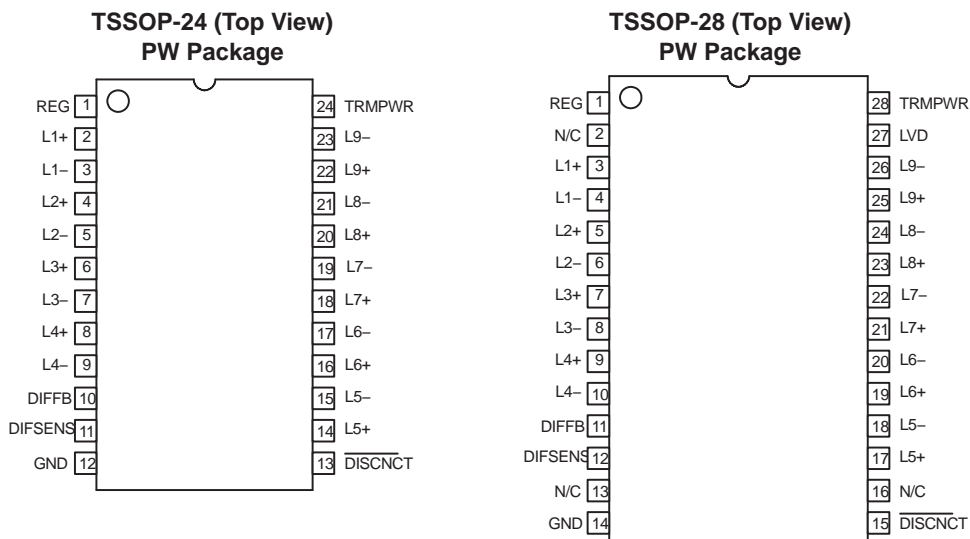 TSSOP-24 (Top View)
PW Package
REG 1
L1+ 2
L1– 3
L2+ 4
L2– 5
L3+ 6
L3– 7
L4+ 8
L4– 9
DIFFB 10
DIFSENS 11
GND 12
24 TRMPWR
23 L9–
22 L9+
21 L8–
20 L8+
19 L7–
18 L7+
17 L6–
16 L6+
15 L5–
14 L5+
13 DISCNCT
TSSOP-28 (Top View)
PW Package
REG 1
N/C 2
L1+ 3
L1– 4
L2+ 5
L2– 6
L3+ 7
L3– 8
L4+ 9
L4– 10
DIFFB 11
DIFSENS 12
N/C 13
GND 14
28 TRMPWR
27 LVD
26 L9–
25 L9+
24 L8–
23 L8+
22 L7–
21 L7+
20 L6–
19 L6+
18 L5–
17 L5+
16 N/C
15 DISCNCT